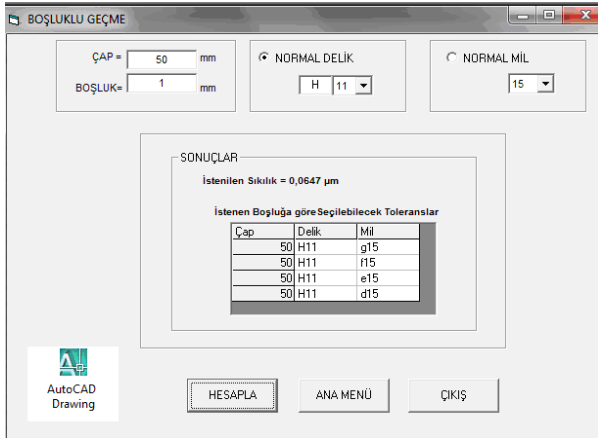 BOŞLUKLU GEÇME
ÇAP = 50 mm
BOŞLUK= 1 mm
NORMAL DELİK
H 11
NORMAL MİL
15
SONUÇLAR
İstenilen Sıkılık = 0,0647 µm
İstenen Boşluğa göre Seçilebilecek Toleranslar
Çap Delik Mil
50 H11 g15
50 H11 f15
50 H11 e15
50 H11 d15
AutoCAD
Drawing
HESAPLA ANA MENÜ ÇIKIŞ